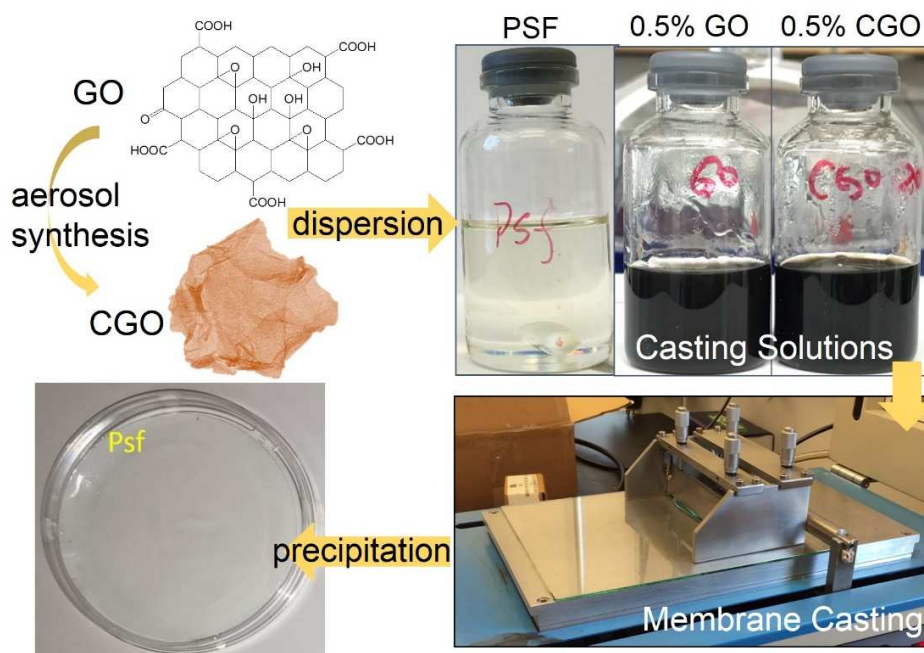 COOH
COOH
O
OH
GO
OH
OH
O
O
O
HOOC
COOH
COOH
aerosol
synthesis
CGO
dispersion
PSF
0.5% GO
0.5% CGO
Psf
GO
CGO
Casting Solutions
Membrane Casting
precipitation
Psf